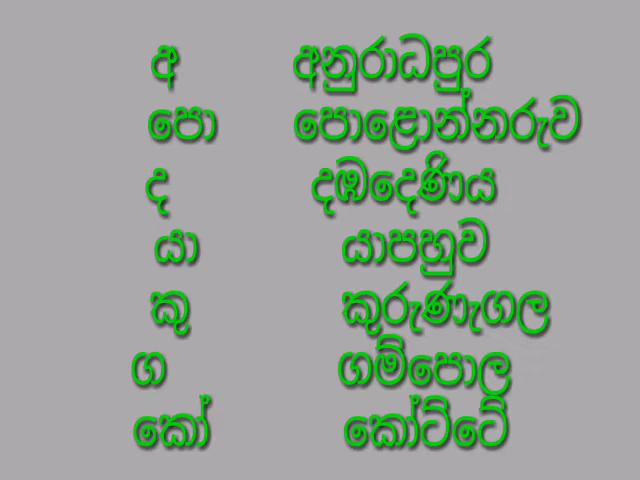 අ අනුරාධපුර
පො පොළොන්නරුව
ද දඹදෙණිය
යා යාපහුව
කු කුරුණැගල
ග ගම්පොල
කෝ කෝට්ටේ